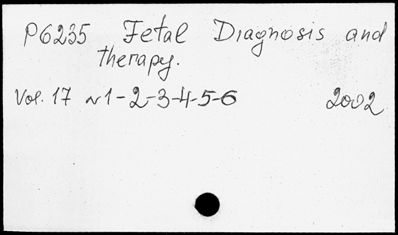 P6235 Fetal Diagnosis and
therapy.
Vol. 17 N1-2-3-4-5-6 2002